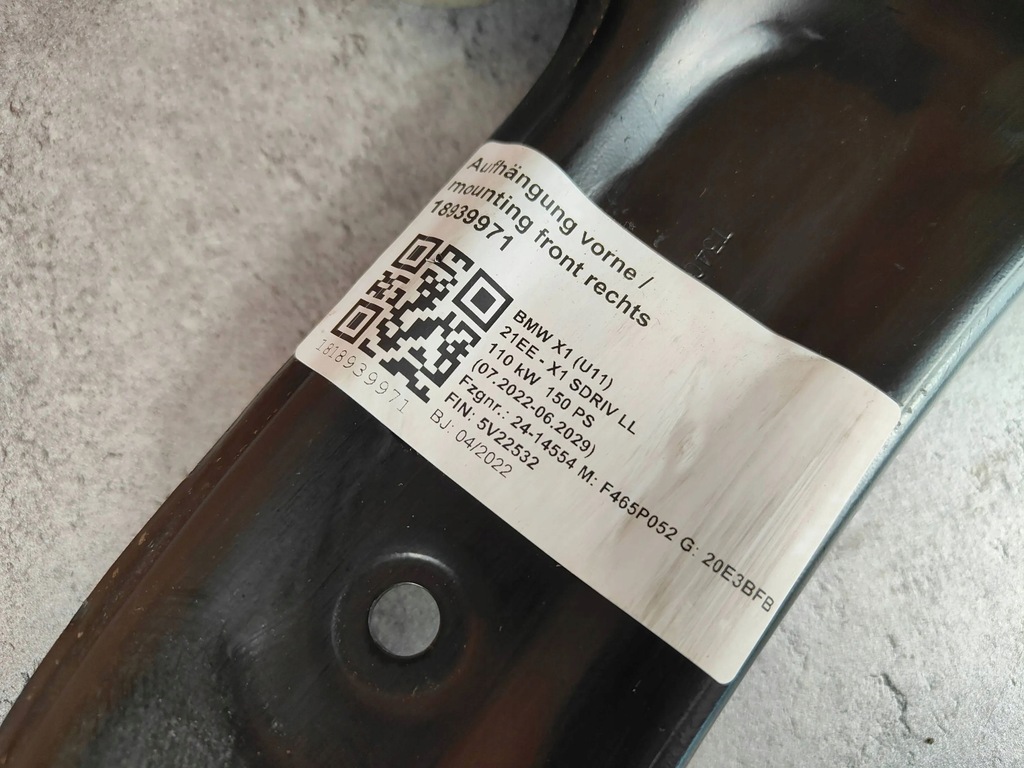 Aufhängung vorne /
mounting front rechts
18939971
BMW X1 (U11)
21EE - X1 SDRIV LL
110 kW 150 PS
(07.2022-06.2029)
Fzgnr.: 24-14554 M: F465P052 G: 20E3BFB
FIN: 5V22532
BJ: 04/2022
1818939971